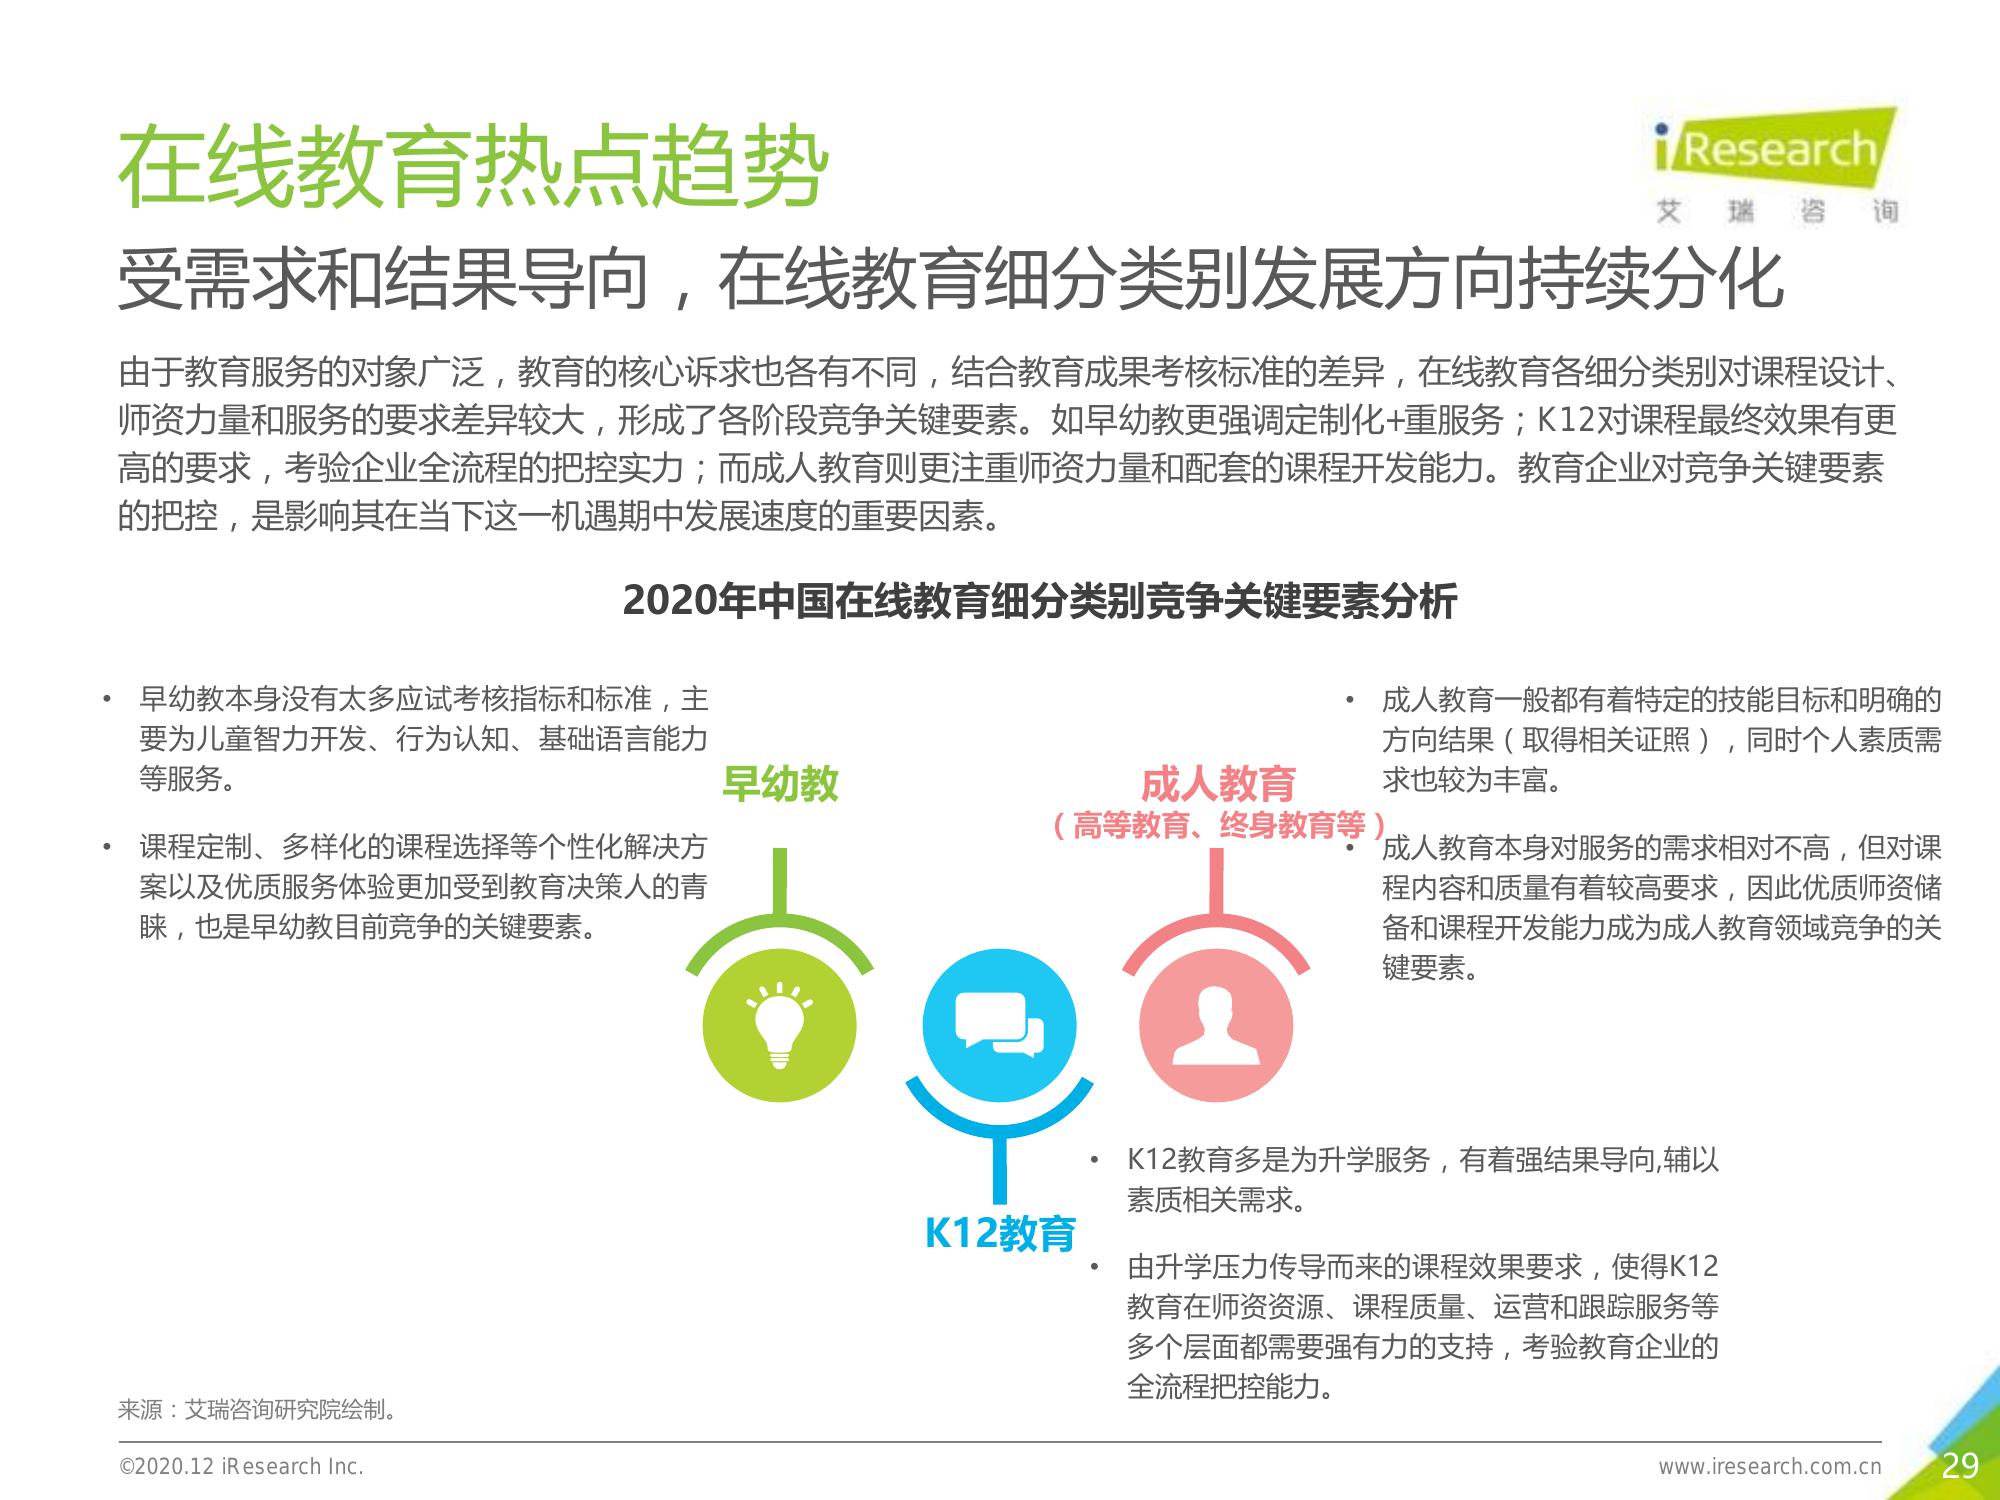 在线教育热点趋势
iResearch
艾瑞咨询
受需求和结果导向，在线教育细分类别发展方向持续分化
由于教育服务的对象广泛，教育的核心诉求也各有不同，结合教育成果考核标准的差异，在线教育各细分类别对课程设计、
师资力量和服务的要求差异较大，形成了各阶段竞争关键要素。如早幼教更强调定制化+重服务；K12对课程最终效果有更
高的要求，考验企业全流程的把控实力；而成人教育则更注重师资力量和配套的课程开发能力。教育企业对竞争关键要素
的把控，是影响其在当下这一机遇期中发展速度的重要因素。
2020年中国在线教育细分类别竞争关键要素分析
• 早幼教本身没有太多应试考核指标和标准，主
要为儿童智力开发、行为认知、基础语言能力
等服务。
• 课程定制、多样化的课程选择等个性化解决方
案以及优质服务体验更加受到教育决策人的青
睐，也是早幼教目前竞争的关键要素。
早幼教
成人教育
（高等教育、终身教育等）
• 成人教育一般都有着特定的技能目标和明确的
方向结果（取得相关证照），同时个人素质需
求也较为丰富。
• 成人教育本身对服务的需求相对不高，但对课
程内容和质量有着较高要求，因此优质师资储
备和课程开发能力成为成人教育领域竞争的关
键要素。
K12教育
• K12教育多是为升学服务，有着强结果导向,辅以
素质相关需求。
• 由升学压力传导而来的课程效果要求，使得K12
教育在师资资源、课程质量、运营和跟踪服务等
多个层面都需要强有力的支持，考验教育企业的
全流程把控能力。
来源：艾瑞咨询研究院绘制。
©2020.12 iResearch Inc.
www.iresearch.com.cn
29